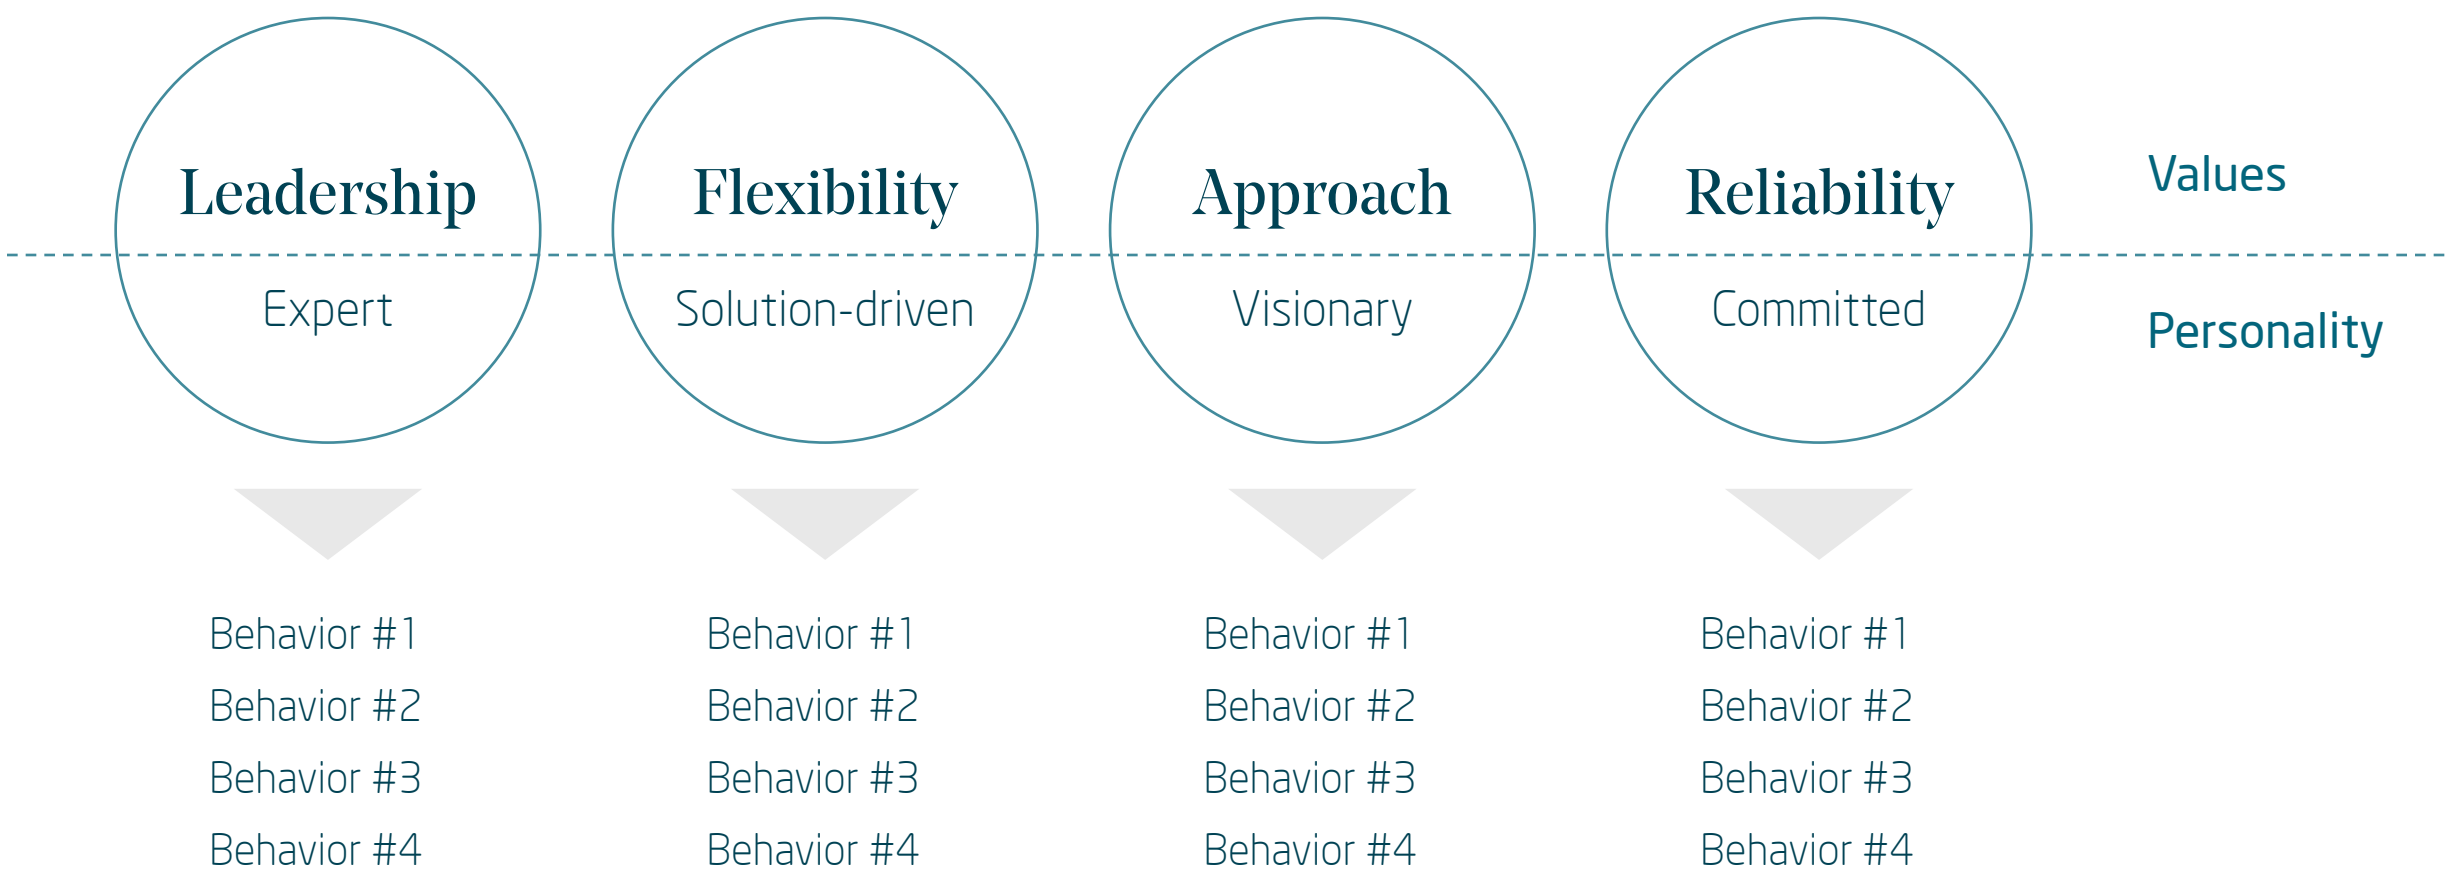 Leadership
Flexibility
Approach
Reliability
Values
Expert
Solution-driven
Visionary
Committed
Personality
Behavior #1
Behavior #2
Behavior #3
Behavior #4
Behavior #1
Behavior #2
Behavior #3
Behavior #4
Behavior #1
Behavior #2
Behavior #3
Behavior #4
Behavior #1
Behavior #2
Behavior #3
Behavior #4